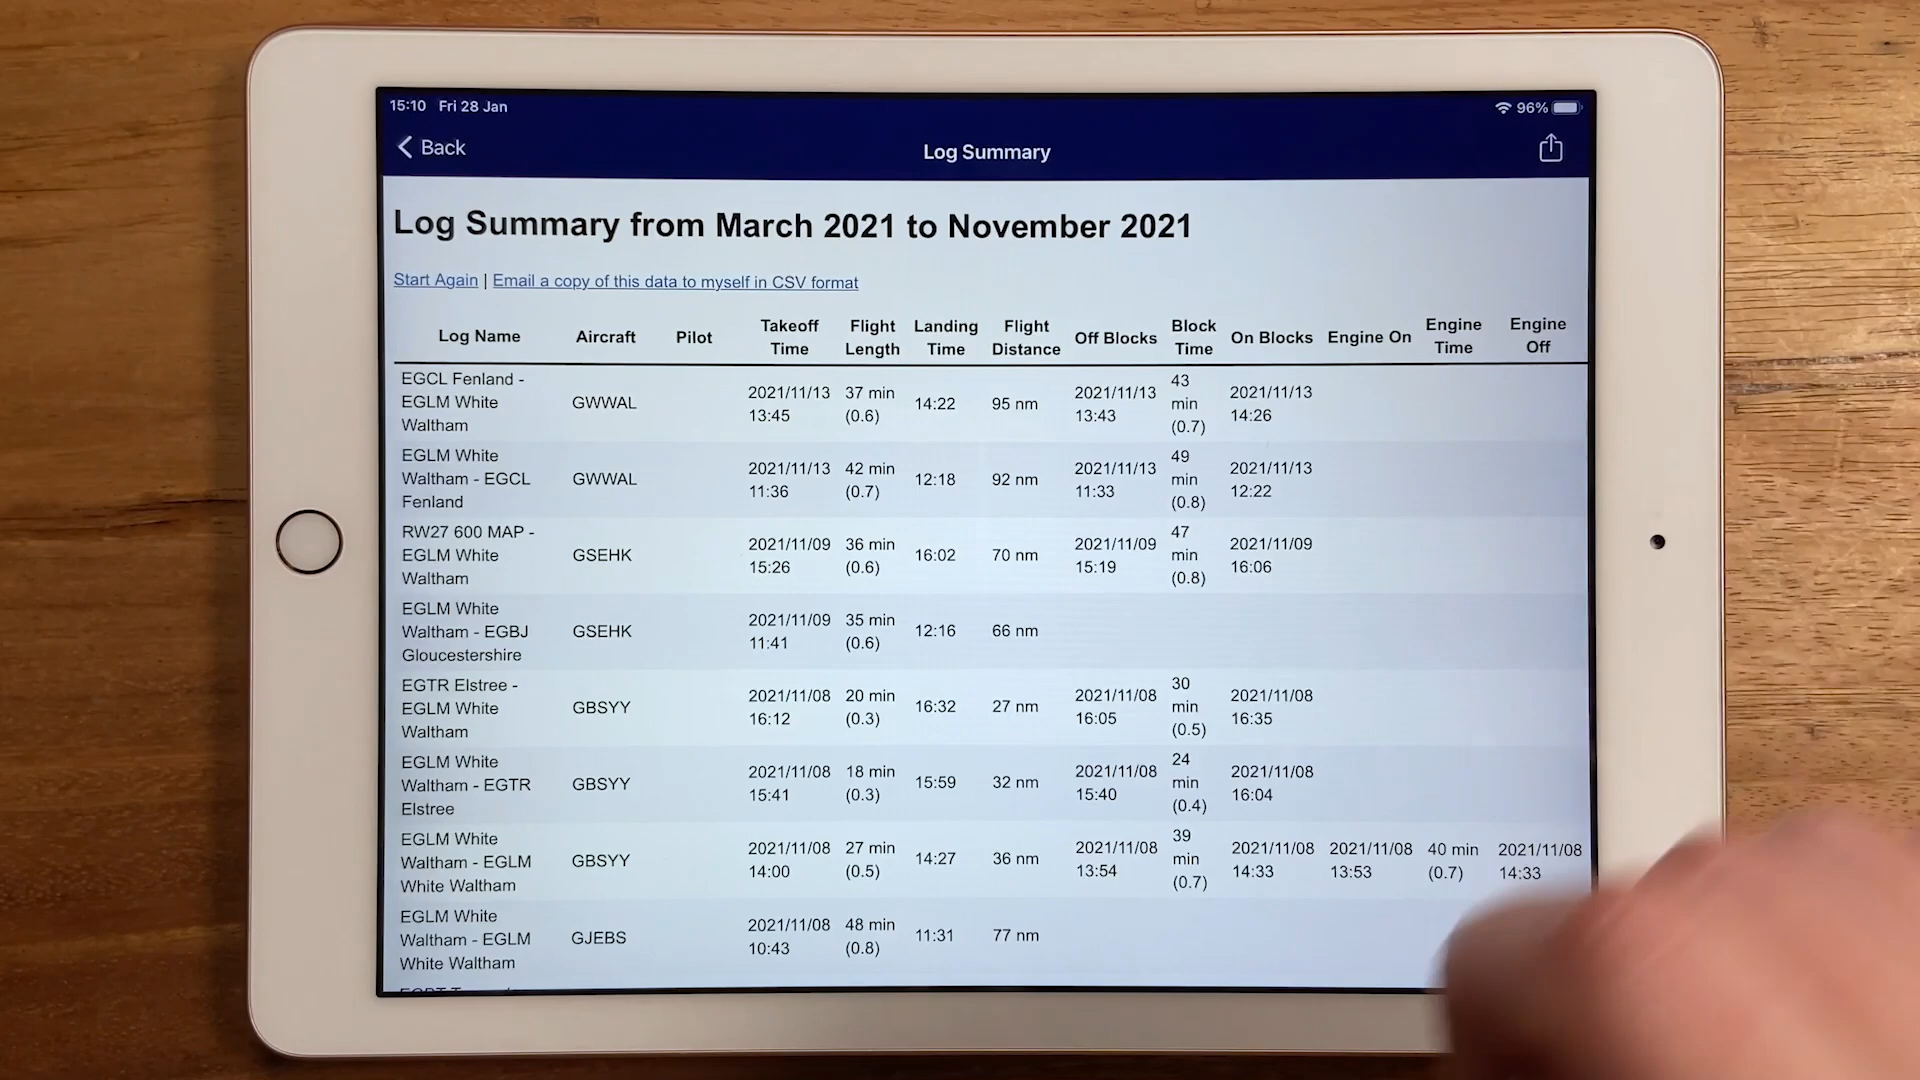 15:10 Fri 28 Jan
96%
Back
Log Summary
Log Summary from March 2021 to November 2021
Start Again | Email a copy of this data to myself in CSV format
Log Name Aircraft Pilot Takeoff Time Flight Length Landing Time Flight Distance Off Blocks Block Time On Blocks Engine On Engine Time Engine Off
EGCL Fenland - EGLM White Waltham GWWAL 2021/11/13 13:45 37 min (0.6) 14:22 95 nm 2021/11/13 13:43 43 min (0.7) 2021/11/13 14:26
EGLM White Waltham - EGCL Fenland GWWAL 2021/11/13 11:36 42 min (0.7) 12:18 92 nm 2021/11/13 11:33 49 min (0.8) 2021/11/13 12:22
RW27 600 MAP - EGLM White Waltham GSEHK 2021/11/09 15:26 36 min (0.6) 16:02 70 nm 2021/11/09 15:19 47 min (0.8) 2021/11/09 16:06
EGLM White Waltham - EGBJ Gloucestershire GSEHK 2021/11/09 11:41 35 min (0.6) 12:16 66 nm
EGTR Elstree - EGLM White Waltham GBSYY 2021/11/08 16:12 20 min (0.3) 16:32 27 nm 2021/11/08 16:05 30 min (0.5) 2021/11/08 16:35
EGLM White Waltham - EGTR Elstree GBSYY 2021/11/08 15:41 18 min (0.3) 15:59 32 nm 2021/11/08 15:40 24 min (0.4) 2021/11/08 16:04
EGLM White Waltham - EGLM White Waltham GBSYY 2021/11/08 14:00 27 min (0.5) 14:27 36 nm 2021/11/08 13:54 39 min (0.7) 2021/11/08 14:33 2021/11/08 13:53 40 min (0.7) 2021/11/08 14:33
EGLM White Waltham - EGLM White Waltham GJEBS 2021/11/08 10:43 48 min (0.8) 11:31 77 nm